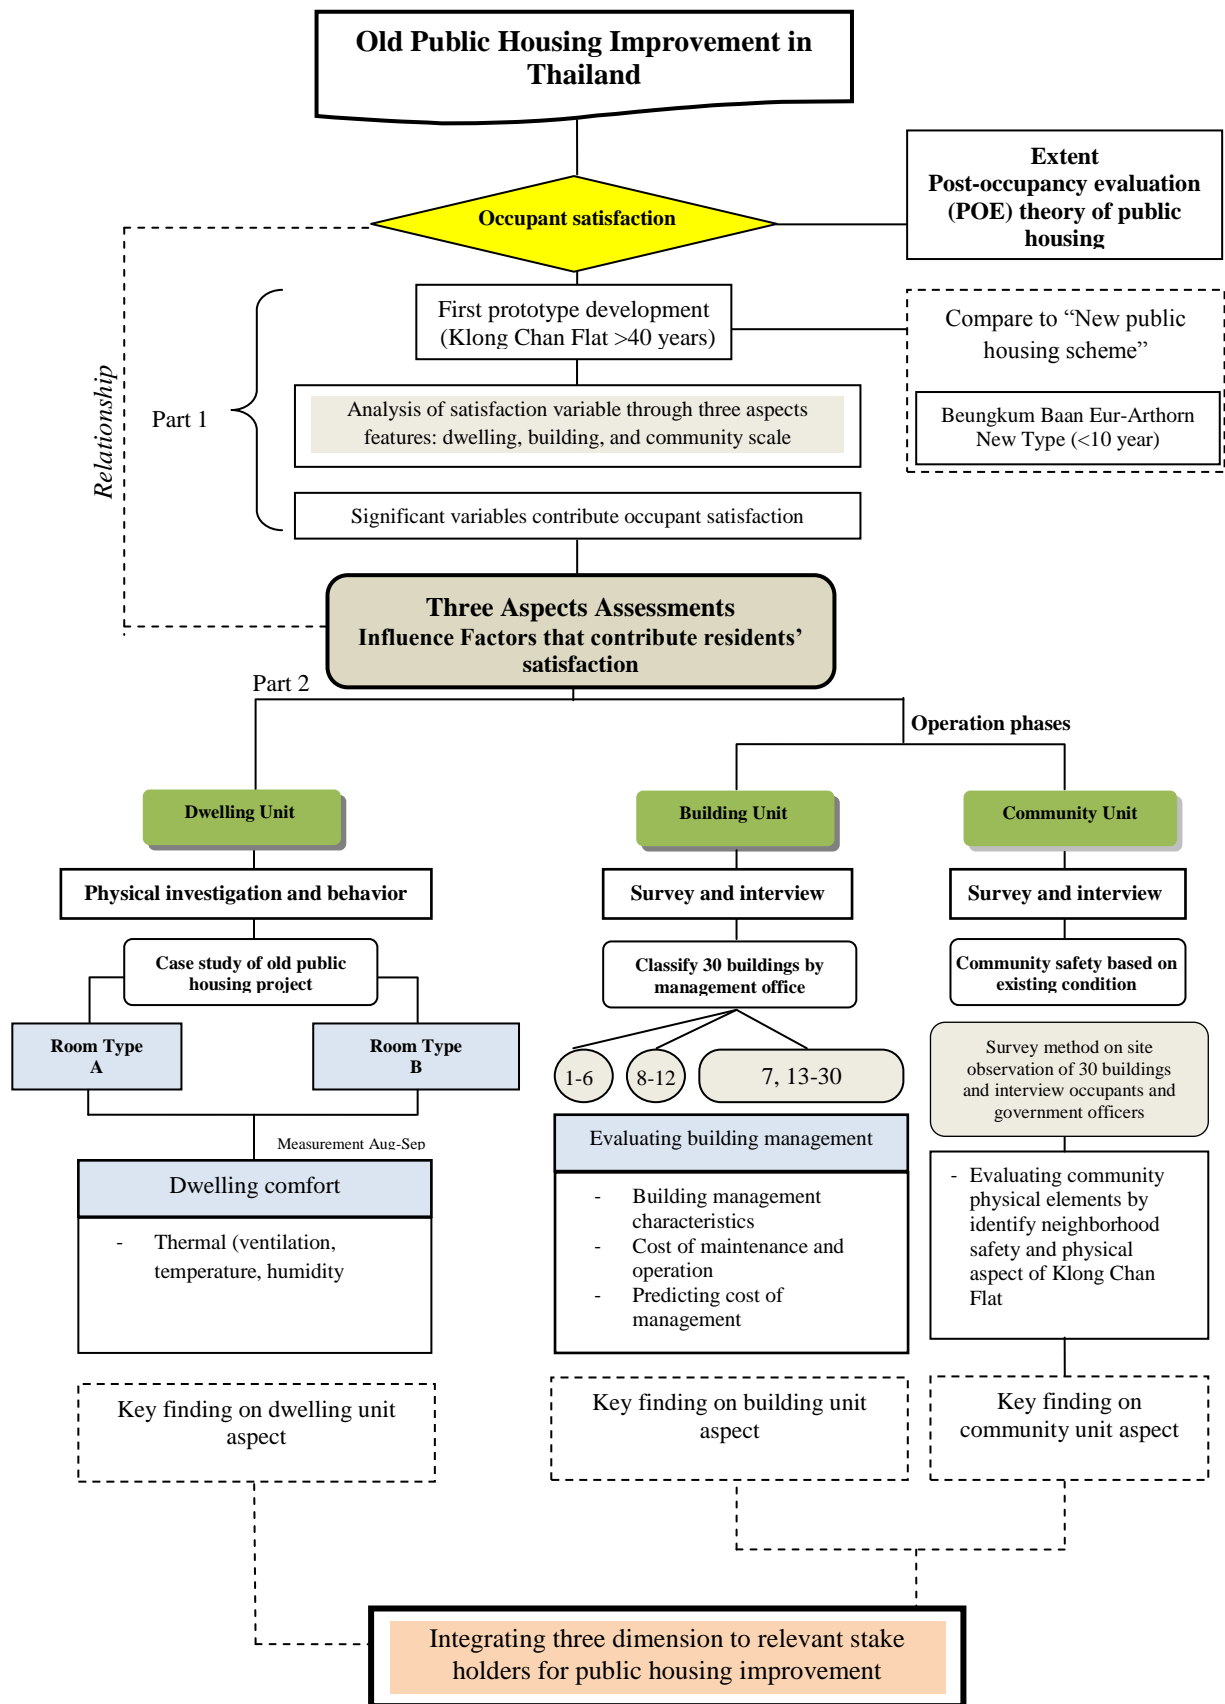 Old Public Housing Improvement in
Thailand
Extent
Post-occupancy evaluation
(POE) theory of public
housing
Occupant satisfaction
First prototype development
(Klong Chan Flat >40 years)
Compare to “New public
housing scheme”
Beungkum Baan Eur-Arthorn
New Type (<10 year)
Relationship
Part 1
Analysis of satisfaction variable through three aspects
features: dwelling, building, and community scale
Significant variables contribute occupant satisfaction
Three Aspects Assessments
Influence Factors that contribute residents’
satisfaction
Part 2
Operation phases
Dwelling Unit
Building Unit
Community Unit
Physical investigation and behavior
Survey and interview
Survey and interview
Case study of old public
housing project
Classify 30 buildings by
management office
Community safety based on
existing condition
Room Type
A
Room Type
B
1-6
8-12
7, 13-30
Survey method on site
observation of 30 buildings
and interview occupants and
government officers
Measurement Aug-Sep
Dwelling comfort
- Thermal (ventilation,
temperature, humidity
Evaluating building management
- Building management
characteristics
- Cost of maintenance and
operation
- Predicting cost of
management
- Evaluating community
physical elements by
identify neighborhood
safety and physical
aspect of Klong Chan
Flat
Key finding on dwelling unit
aspect
Key finding on building unit
aspect
Key finding on
community unit aspect
Integrating three dimension to relevant stake
holders for public housing improvement